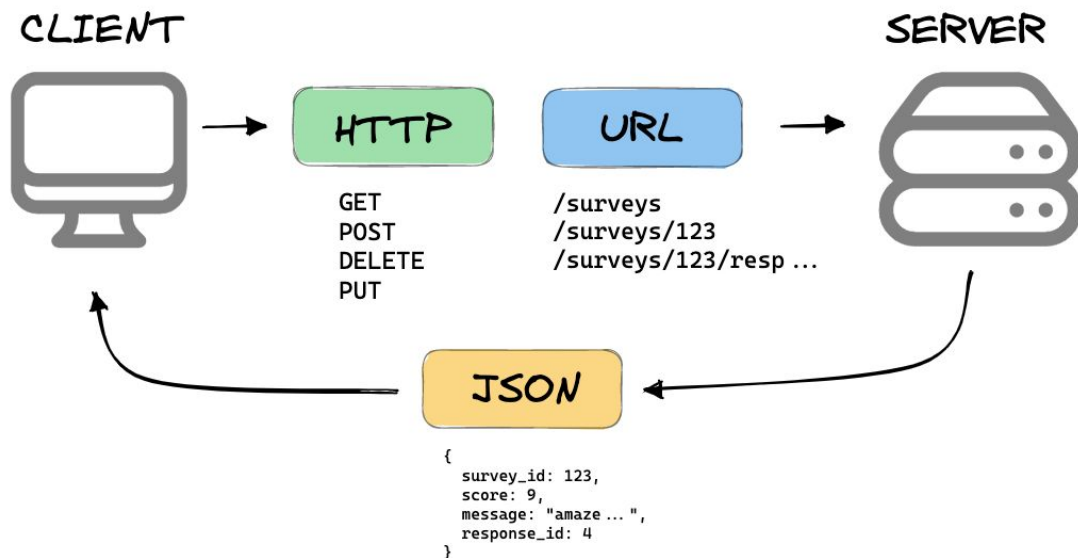 CLIENT
SERVER
HTTP
URL
GET
POST
DELETE
PUT
/surveys
/surveys/123
/surveys/123/resp ...
JSON
{
survey_id: 123,
score: 9,
message: "amaze ... ",
response_id: 4
}